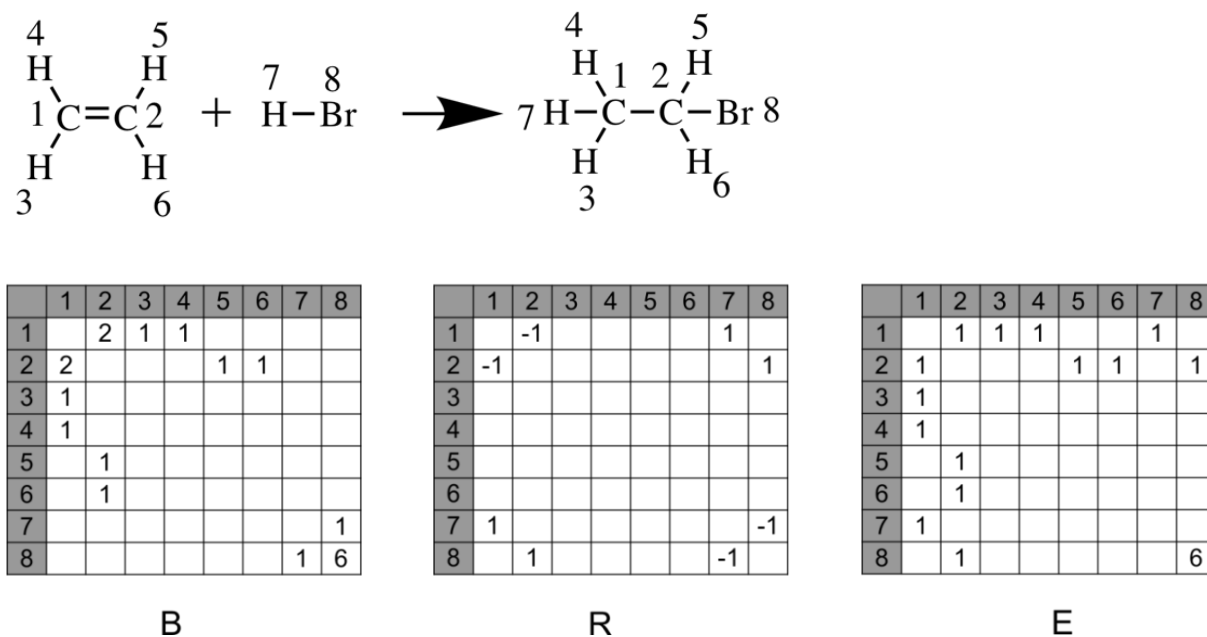 4 5 4 5
H H 7 8 H 1 2 H
1 C=C 2 + H–Br 7 H–C–C–Br 8
H H H H
3 6 3 6
1 2 3 4 5 6 7 8
1 2 1 1
2 2 1 1
3 1
4 1
5 1
6 1
7 1
8 1 6
B
1 2 3 4 5 6 7 8
1 -1 1
2 -1 1
3
4
5
6
7 1 -1
8 1 -1
R
1 2 3 4 5 6 7 8
1 1 1 1 1
2 1 1 1 1
3 1
4 1
5 1
6 1
7 1
8 1 6
E